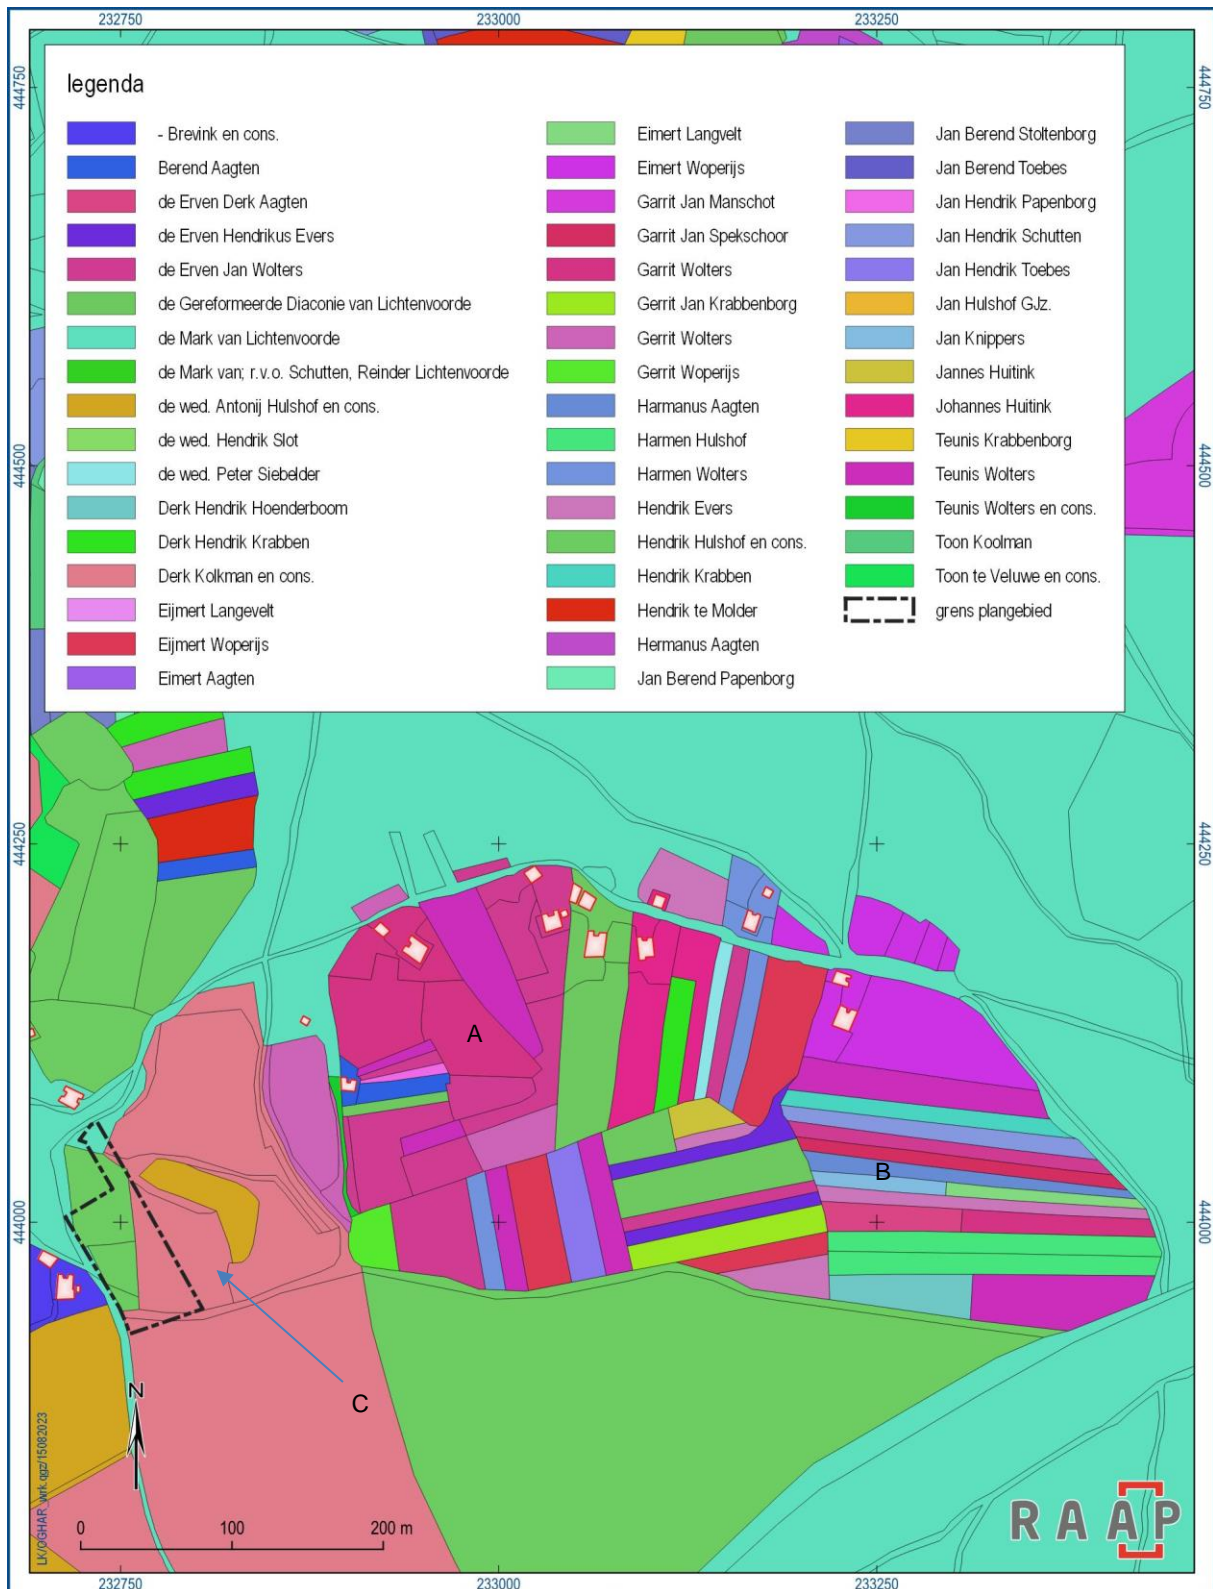 232750 233000 233250
444750 444750
legenda
- Brevink en cons.
Berend Aagten
de Erven Derk Aagten
de Erven Hendrikus Evers
de Erven Jan Wolters
de Gereformeerde Diaconie van Lichtenvoorde
de Mark van Lichtenvoorde
de Mark van; r.v.o. Schutten, Reinder Lichtenvoorde
de wed. Antonij Hulshof en cons.
de wed. Hendrik Slot
de wed. Peter Siebelder
Derk Hendrik Hoenderboom
Derk Hendrik Krabben
Derk Kolkman en cons.
Eijmert Langevelt
Eijmert Woperijs
Eimert Aagten
Eimert Langvelt
Eimert Woperijs
Garrit Jan Manschot
Garrit Jan Spekschoor
Garrit Wolters
Gerrit Jan Krabbenborg
Gerrit Wolters
Gerrit Woperijs
Harmanus Aagten
Harmen Hulshof
Harmen Wolters
Hendrik Evers
Hendrik Hulshof en cons.
Hendrik Krabben
Hendrik te Molder
Hermanus Aagten
Jan Berend Papenborg
Jan Berend Stoltenborg
Jan Berend Toebes
Jan Hendrik Papenborg
Jan Hendrik Schutten
Jan Hendrik Toebes
Jan Hulshof GJz.
Jan Knippers
Jannes Huitink
Johannes Huitink
Teunis Krabbenborg
Teunis Wolters
Teunis Wolters en cons.
Toon Koolman
Toon te Veluwe en cons.
grens plangebied
444500 444500
444250 444250
A
B
444000 444000
C
N
LK/OGHAR_wrk.qgz/15082023
0 100 200 m
RAAP
232750 233000 233250